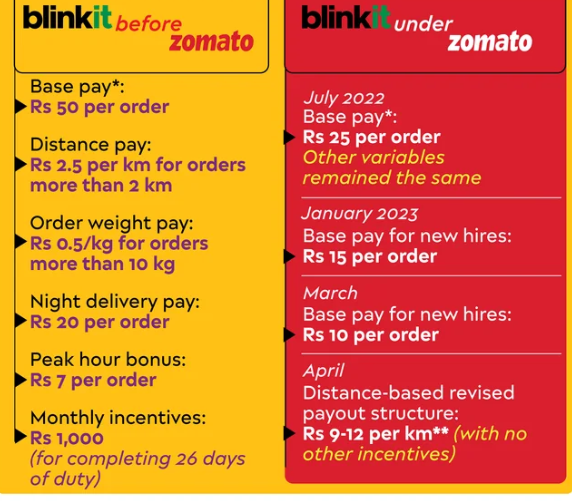 blinkit before
zomato
Base pay*:
Rs 50 per order
Distance pay:
Rs 2.5 per km for orders
more than 2 km
Order weight pay:
Rs 0.5/kg for orders
more than 10 kg
Night delivery pay:
Rs 20 per order
Peak hour bonus:
Rs 7 per order
Monthly incentives:
Rs 1,000
(for completing 26 days
of duty)
blinkit under
zomato
July 2022
Base pay*:
Rs 25 per order
Other variables
remained the same
January 2023
Base pay for new hires:
Rs 15 per order
March
Base pay for new hires:
Rs 10 per order
April
Distance-based revised
payout structure:
Rs 9-12 per km** (with no
other incentives)